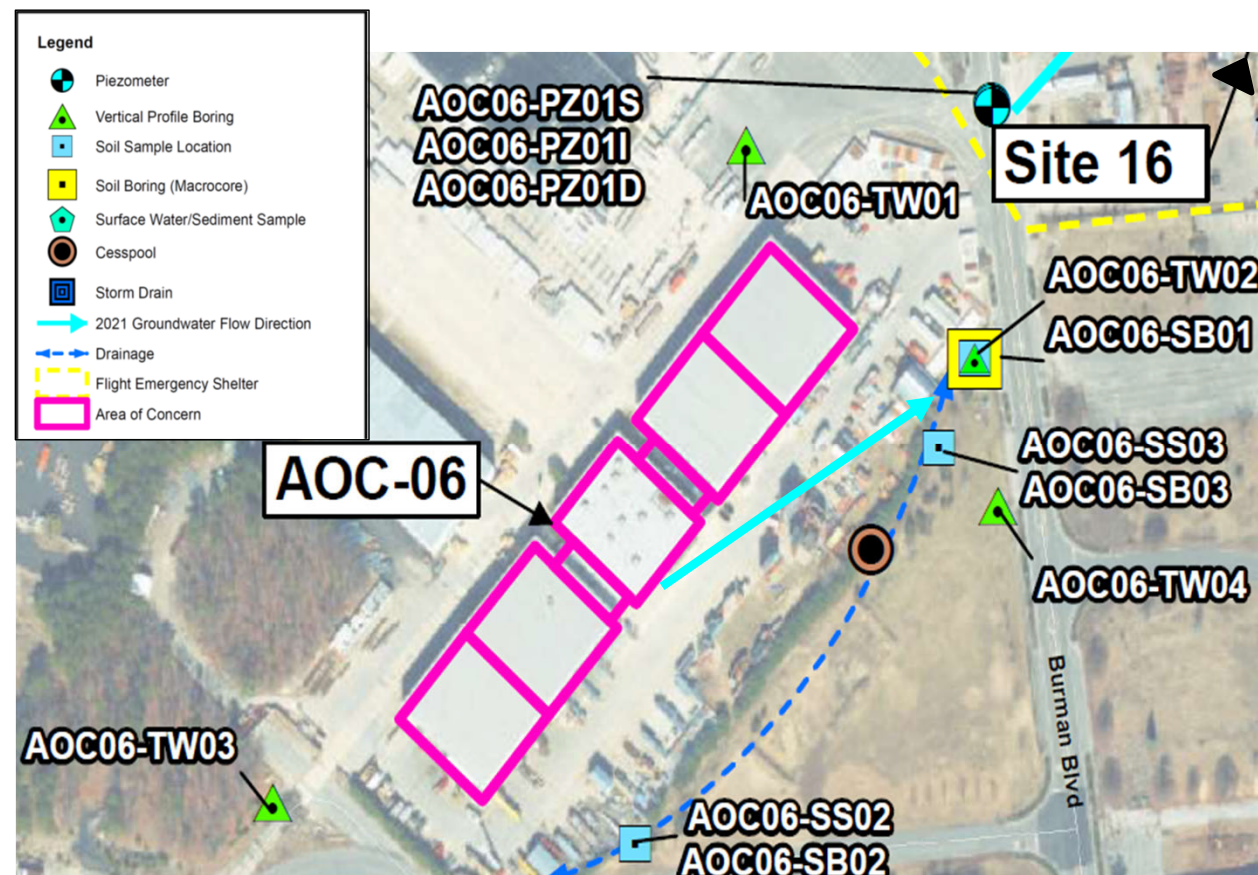 Legend
Piezometer
Vertical Profile Boring
Soil Sample Location
Soil Boring (Macrocore)
Surface Water/Sediment Sample
Cesspool
Storm Drain
2021 Groundwater Flow Direction
Drainage
Flight Emergency Shelter
Area of Concern
AOC06-PZ01S
AOC06-PZ01I
AOC06-PZ01D
Site 16
AOC06-TW01
AOC06-TW02
AOC06-SB01
AOC-06
AOC06-SS03
AOC06-SB03
AOC06-TW04
Burman Blvd
AOC06-TW03
AOC06-SS02
AOC06-SB02